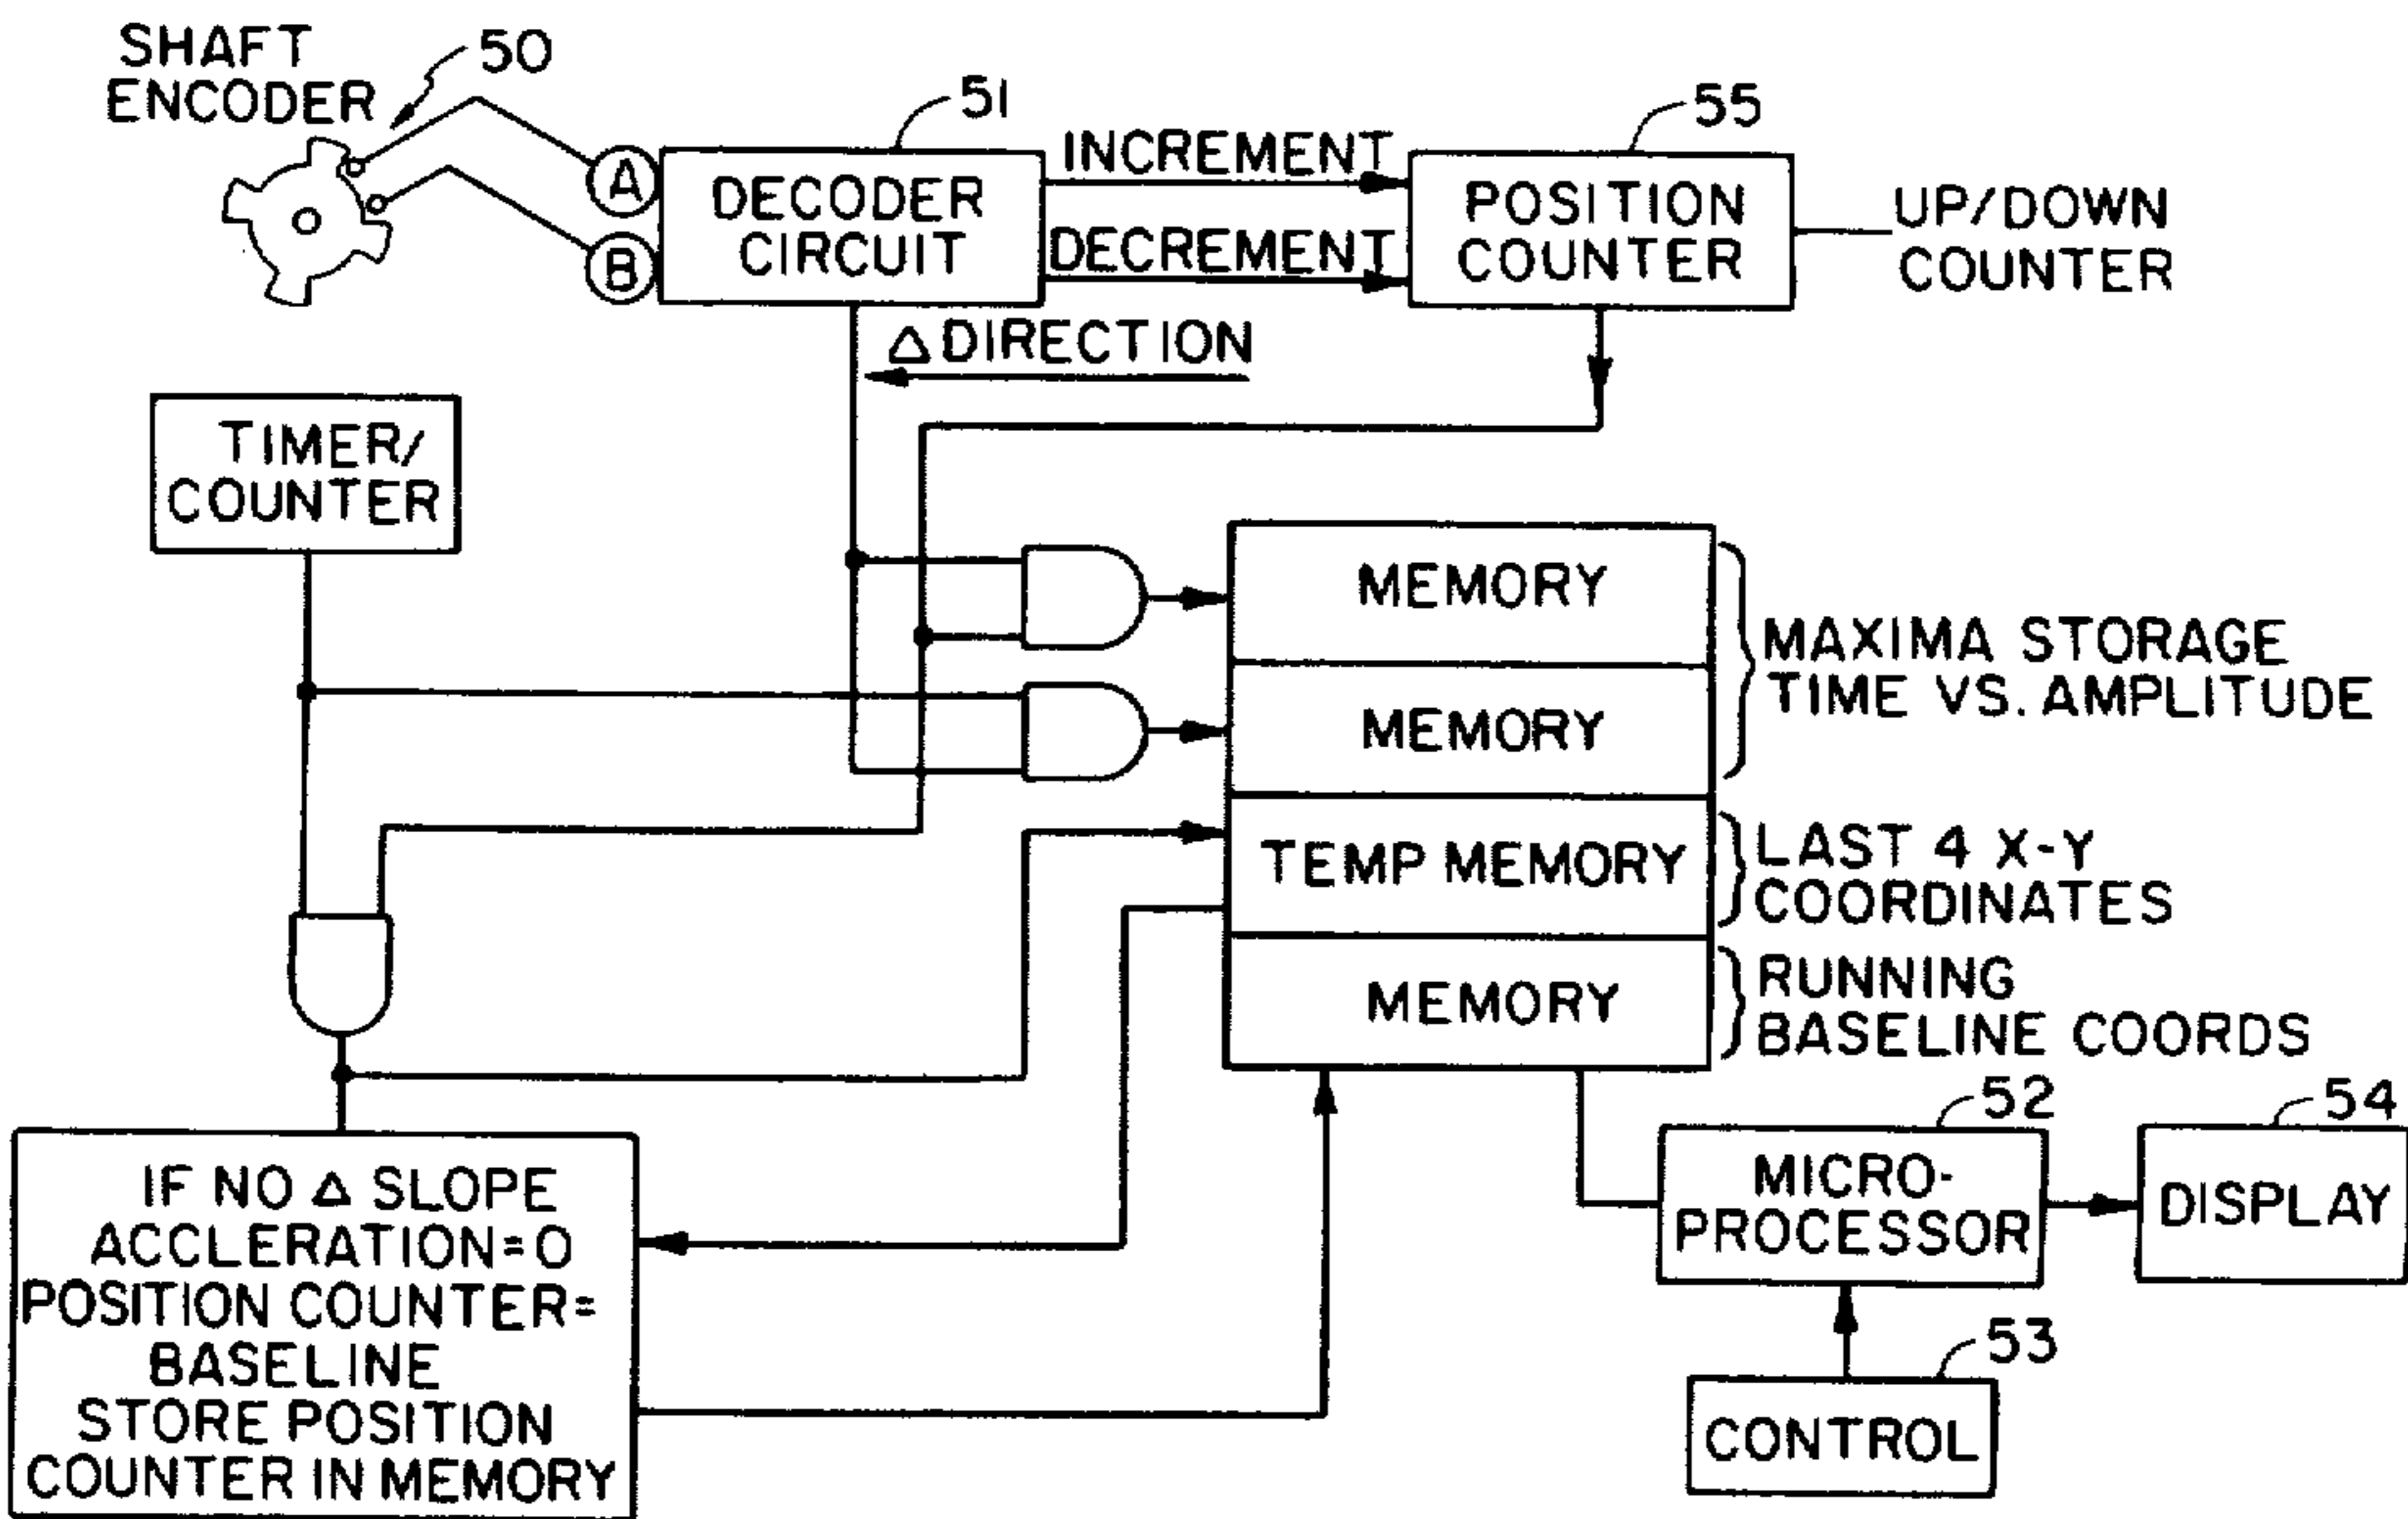 SHAFT
ENCODER
50
A
B
51
DECODER
CIRCUIT
INCREMENT
DECREMENT
55
POSITION
COUNTER
UP/DOWN
COUNTER
Δ DIRECTION
TIMER/
COUNTER
MEMORY
MEMORY
MAXIMA STORAGE
TIME VS. AMPLITUDE
TEMP MEMORY
LAST 4 X-Y
COORDINATES
MEMORY
RUNNING
BASELINE COORDS
IF NO Δ SLOPE
ACCLERATION=0
POSITION COUNTER=
BASELINE
STORE POSITION
COUNTER IN MEMORY
52
MICRO-
PROCESSOR
54
DISPLAY
53
CONTROL